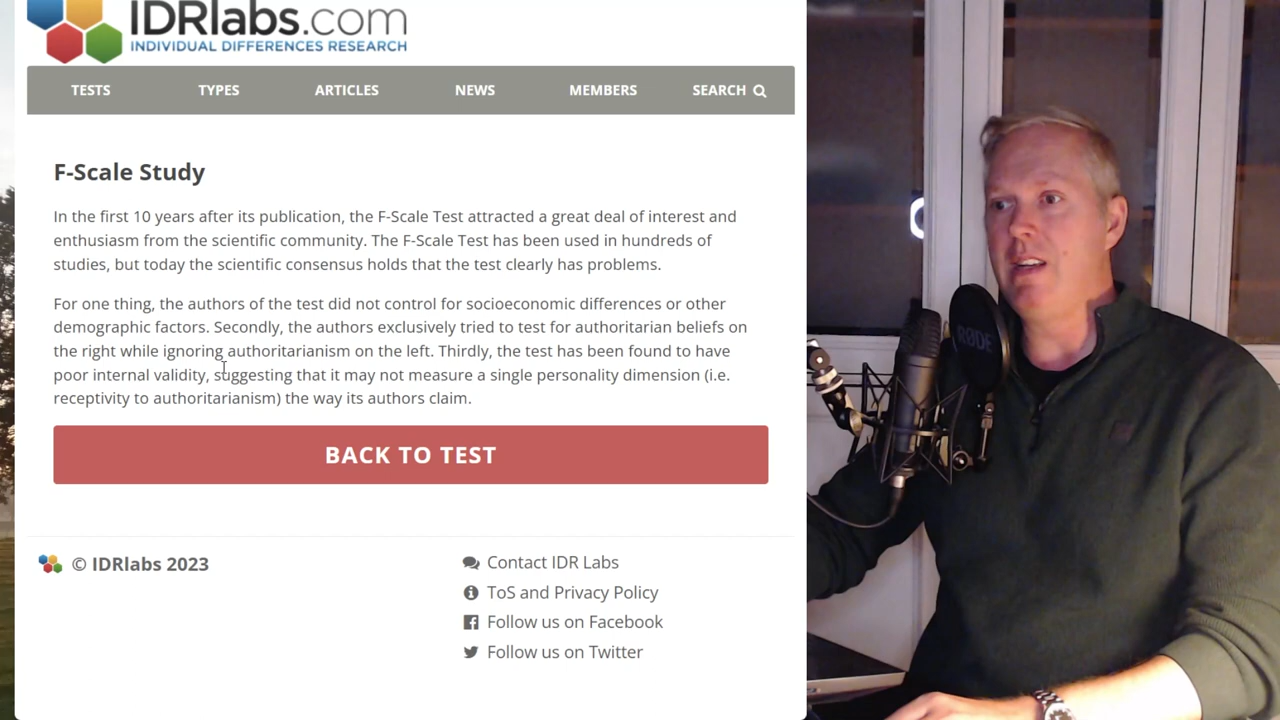 IDRlabs.com
INDIVIDUAL DIFFERENCES RESEARCH
TESTS TYPES ARTICLES NEWS MEMBERS SEARCH
F-Scale Study
In the first 10 years after its publication, the F-Scale Test attracted a great deal of interest and
enthusiasm from the scientific community. The F-Scale Test has been used in hundreds of
studies, but today the scientific consensus holds that the test clearly has problems.
For one thing, the authors of the test did not control for socioeconomic differences or other
demographic factors. Secondly, the authors exclusively tried to test for authoritarian beliefs on
the right while ignoring authoritarianism on the left. Thirdly, the test has been found to have
poor internal validity, suggesting that it may not measure a single personality dimension (i.e.
receptivity to authoritarianism) the way its authors claim.
BACK TO TEST
© IDRlabs 2023
Contact IDR Labs
ToS and Privacy Policy
Follow us on Facebook
Follow us on Twitter
RØDE